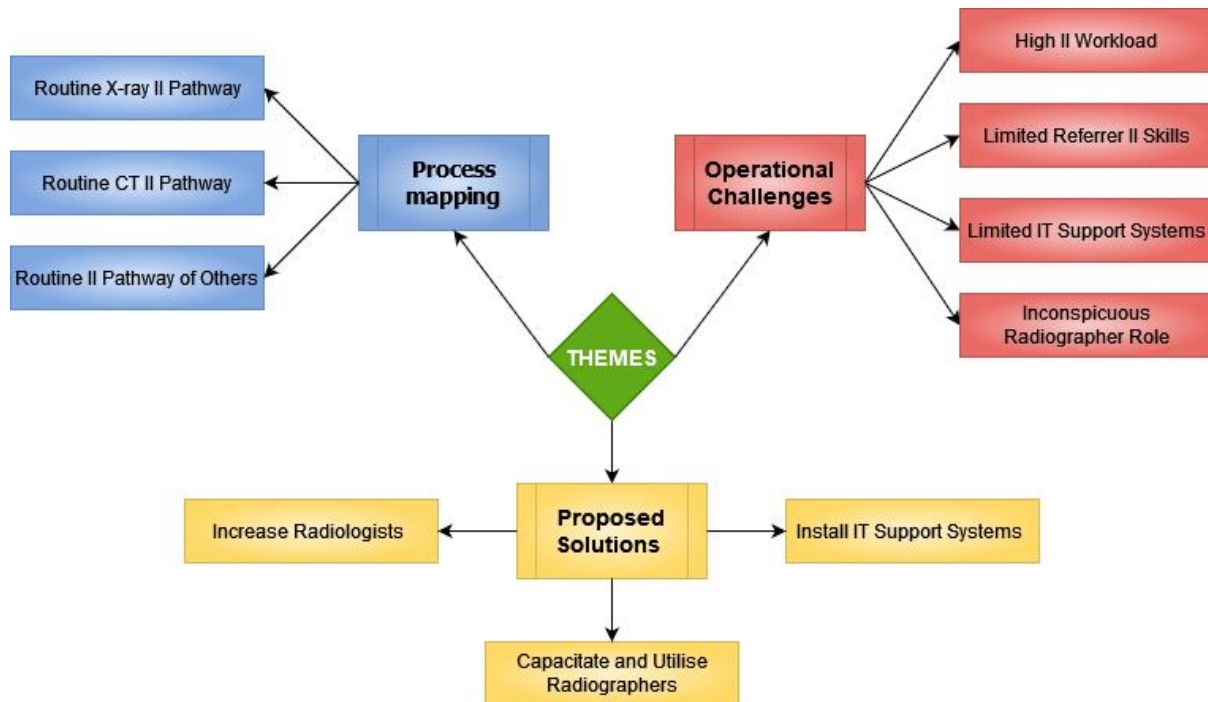 Routine X-ray II Pathway
Routine CT II Pathway
Routine II Pathway of Others
Process
mapping
Operational
Challenges
High II Workload
Limited Referrer II Skills
Limited IT Support Systems
Inconspicuous
Radiographer Role
THEMES
Increase Radiologists
Proposed
Solutions
Install IT Support Systems
Capacitate and Utilise
Radiographers